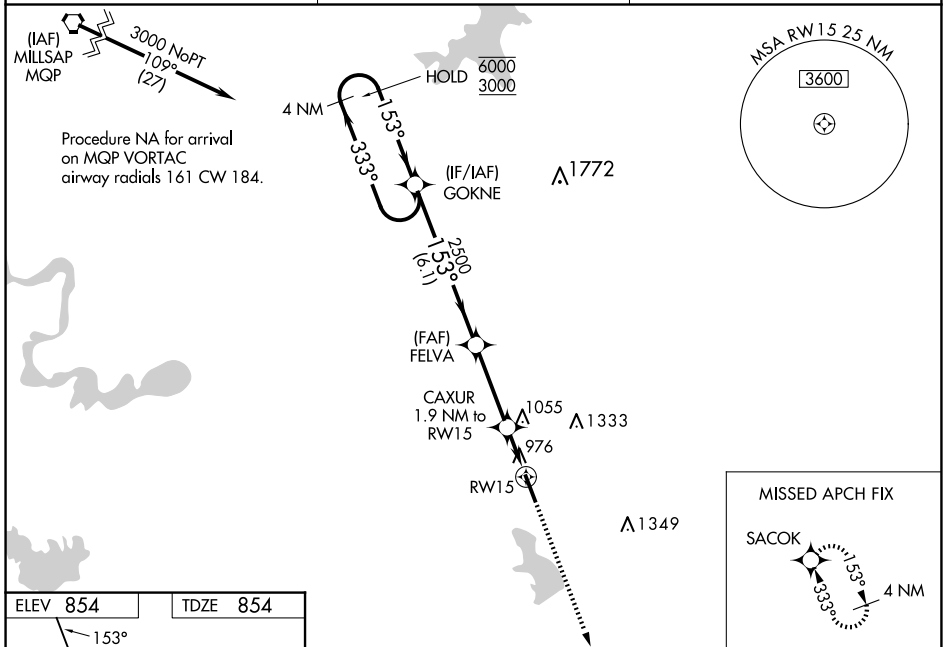 (IAF)
MILLSAP
MQP
3000 NoPT
109°
(27)
Procedure NA for arrival
on MQP VORTAC
airway radials 161 CW 184.
4 NM
HOLD
6000
3000
153°
333°
(IF/IAF)
GOKNE
1772
MSA RW15 25 NM
3600
2500
153°
(6.1)
(FAF)
FELVA
CAXUR
1.9 NM to
RW15
1055
1333
976
RW15
1349
MISSED APCH FIX
SACOK
153°
333°
4 NM
ELEV 854
TDZE 854
153°